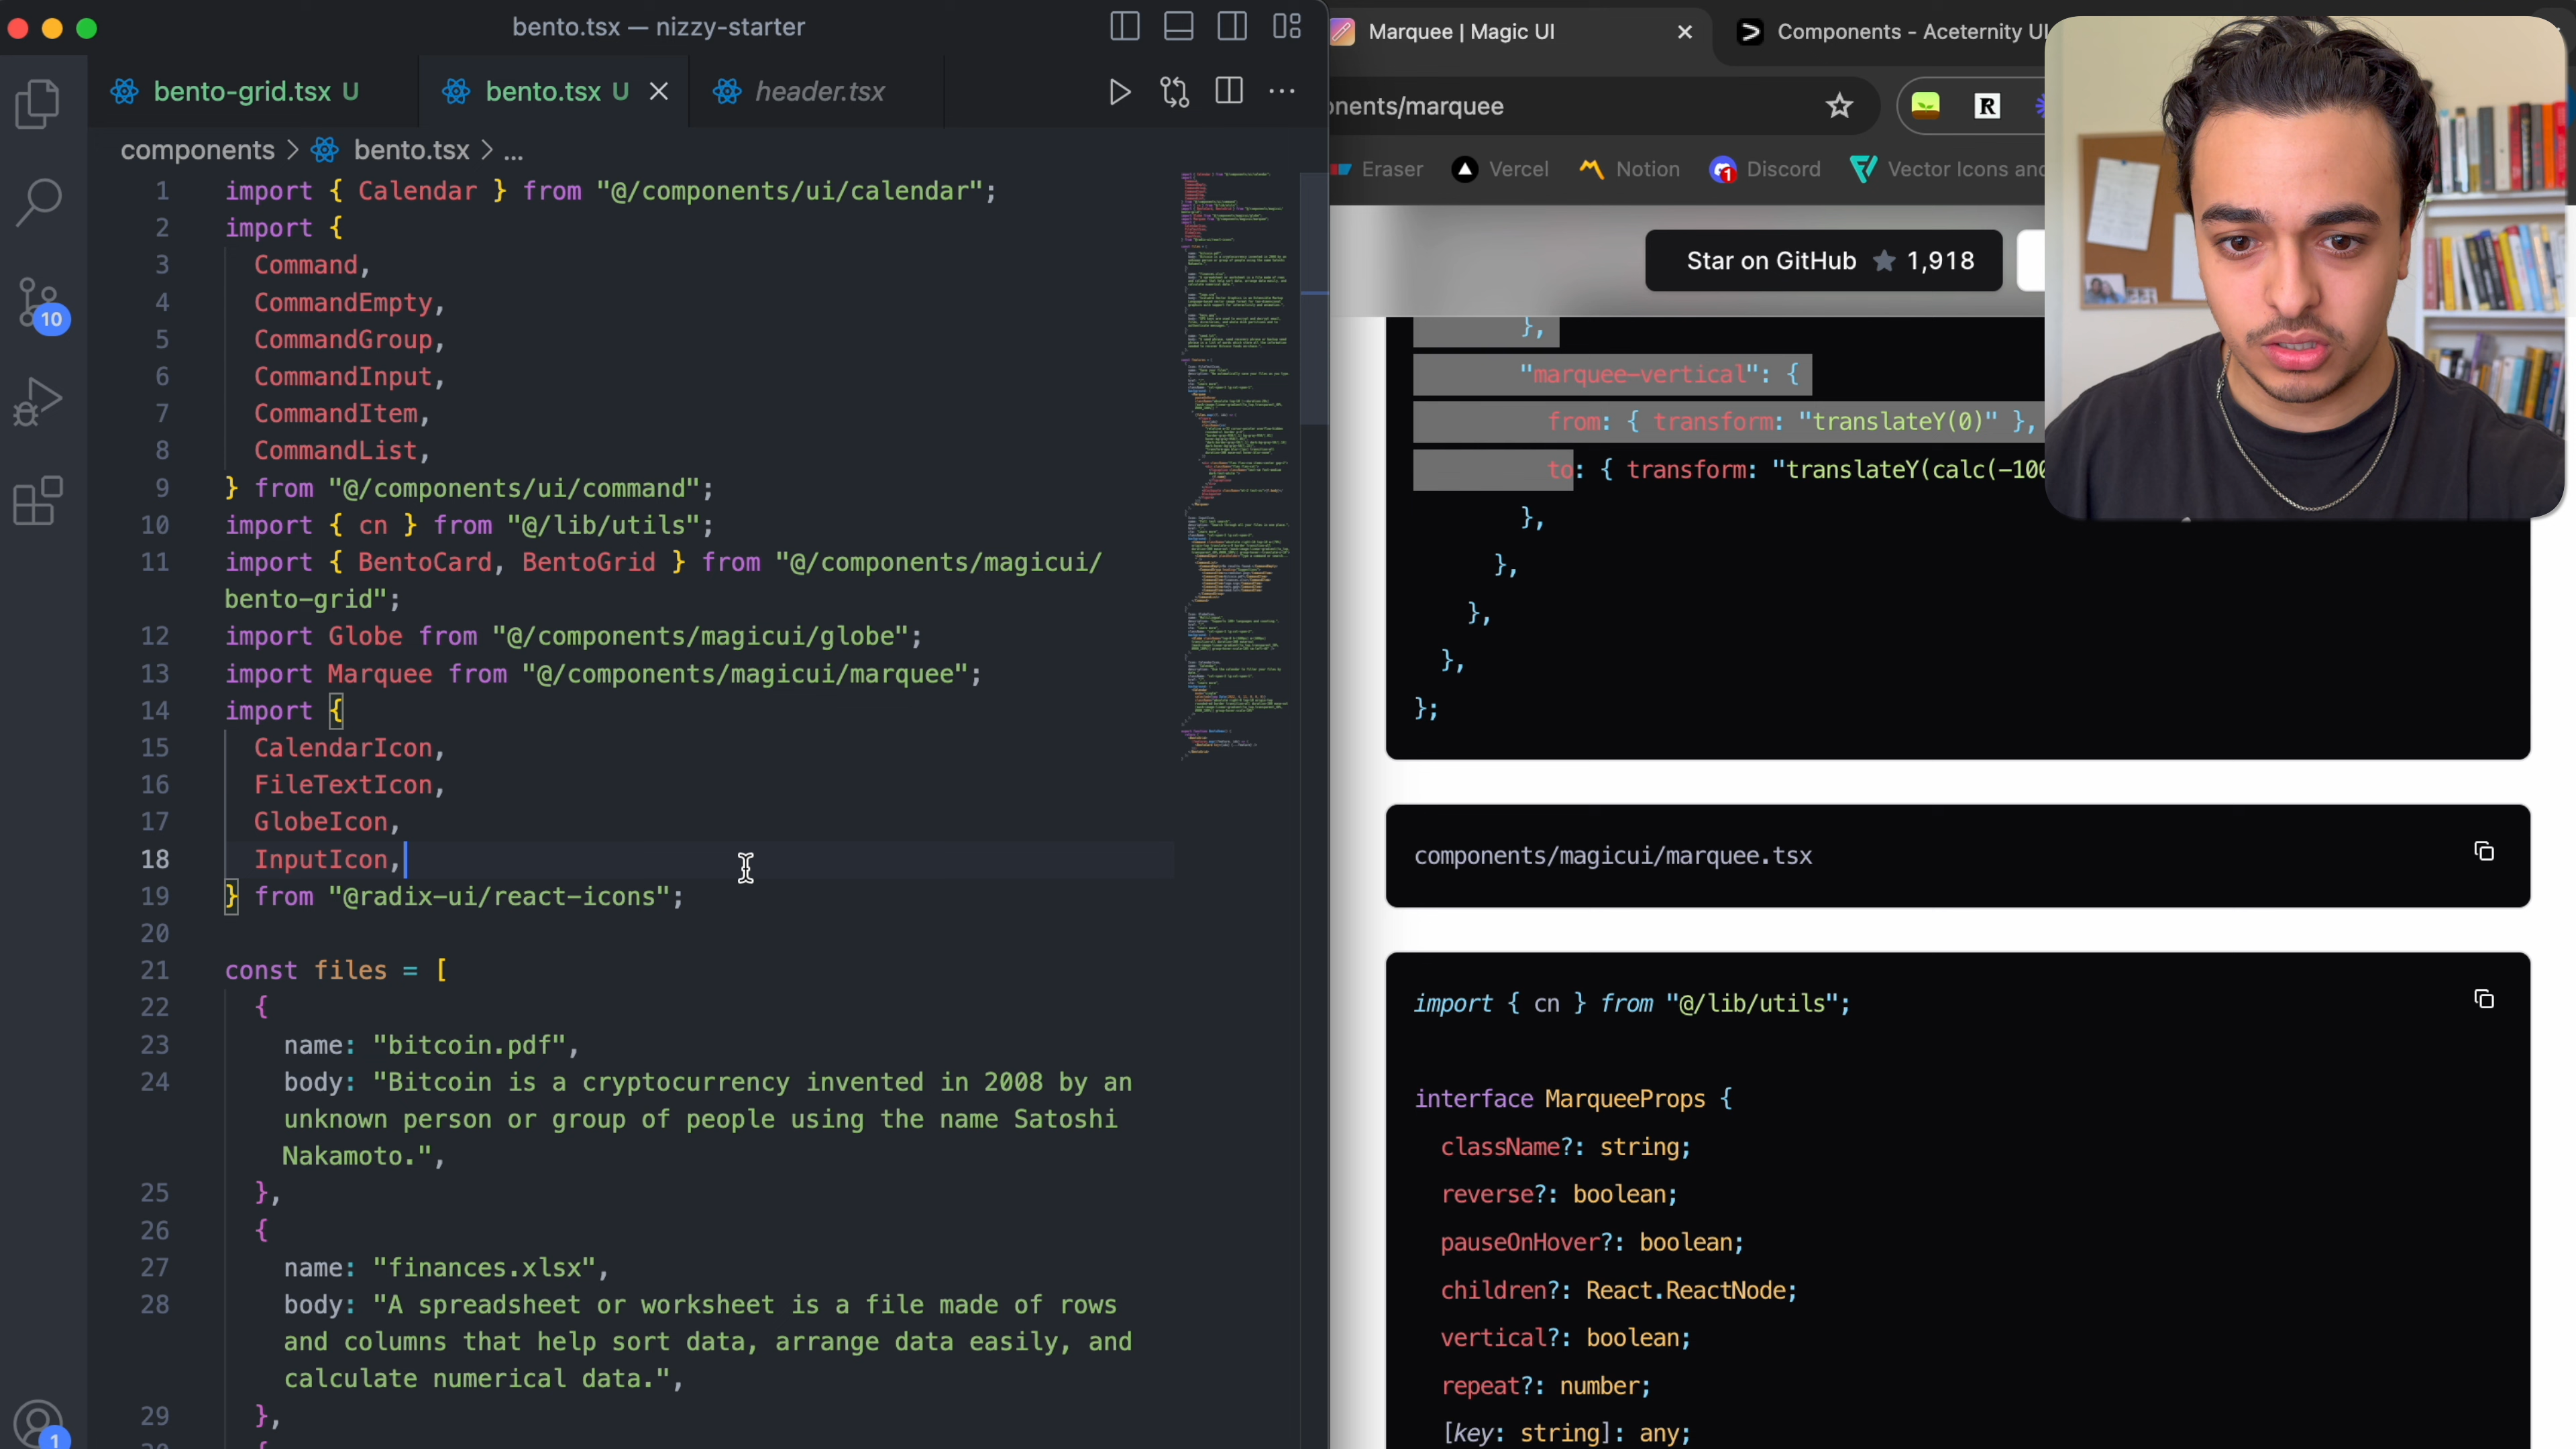 bento.tsx — nizzy-starter
bento-grid.tsx U
bento.tsx U
header.tsx
components > bento.tsx > ...
1 import { Calendar } from "@/components/ui/calendar";
2 import {
3 Command,
4 CommandEmpty,
5 CommandGroup,
6 CommandInput,
7 CommandItem,
8 CommandList,
9 } from "@/components/ui/command";
10 import { cn } from "@/lib/utils";
11 import { BentoCard, BentoGrid } from "@/components/magicui/
bento-grid";
12 import Globe from "@/components/magicui/globe";
13 import Marquee from "@/components/magicui/marquee";
14 import {
15 CalendarIcon,
16 FileTextIcon,
17 GlobeIcon,
18 InputIcon,
19 } from "@radix-ui/react-icons";
20
21 const files = [
22 {
23 name: "bitcoin.pdf",
24 body: "Bitcoin is a cryptocurrency invented in 2008 by an
unknown person or group of people using the name Satoshi
Nakamoto.",
25 },
26 {
27 name: "finances.xlsx",
28 body: "A spreadsheet or worksheet is a file made of rows
and columns that help sort data, arrange data easily, and
calculate numerical data.",
29 },
10
1
Marquee | Magic UI
Components - Aceternity UI
onents/marquee
R
Eraser
Vercel
Notion
1
Discord
Vector Icons and
Star on GitHub ★ 1,918
},
"marquee-vertical": {
from: { transform: "translateY(0)" },
to: { transform: "translateY(calc(-100
},
},
},
},
};
components/magicui/marquee.tsx
import { cn } from "@/lib/utils";
interface MarqueeProps {
className?: string;
reverse?: boolean;
pauseOnHover?: boolean;
children?: React.ReactNode;
vertical?: boolean;
repeat?: number;
[key: string]: any;